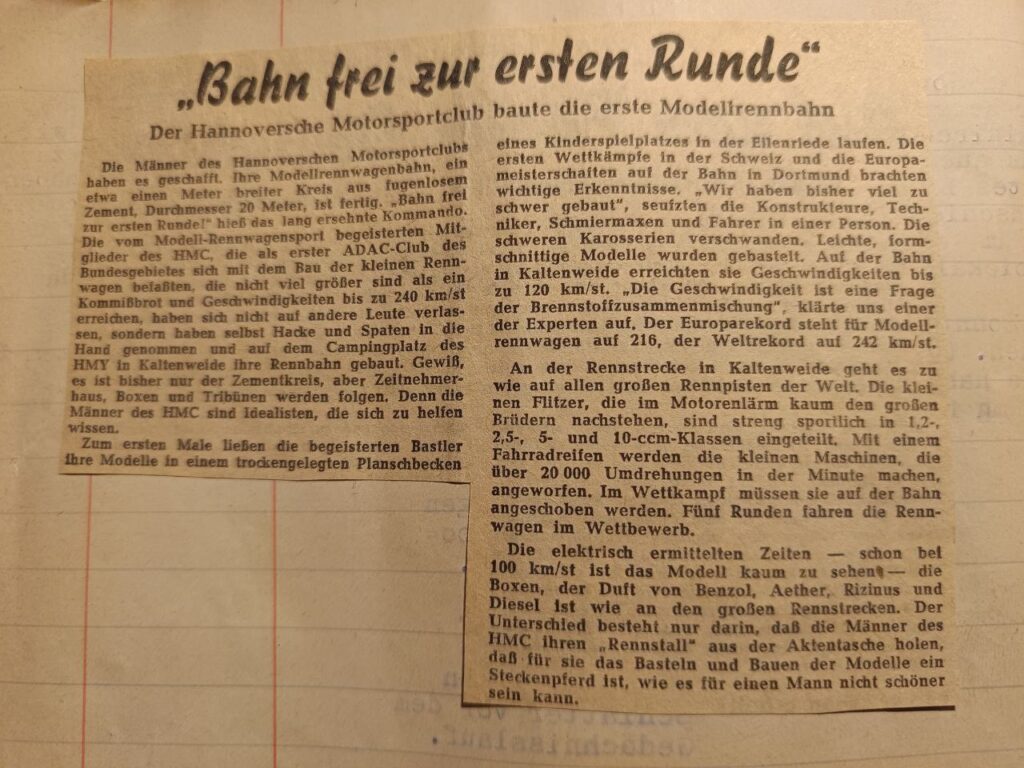 „Bahn frei zur ersten Runde“
Der Hannoversche Motorsportclub baute die erste Modellrennbahn
Die Männer des Hannoverschen Motorsportclubs
haben es geschafft. Ihre Modellrennwagenbahn, ein
etwa einen Meter breiter Kreis aus fugenlosem
Zement, Durchmesser 20 Meter, ist fertig. „Bahn frei
zur ersten Runde!“ hieß das lang ersehnte Kommando.
Die vom Modell-Rennwagensport begeisterten Mit-
glieder des HMC, die als erster ADAC-Club des
Bundesgebietes sich mit dem Bau der kleinen Renn-
wagen befaßten, die nicht viel größer sind als ein
Kommißbrot und Geschwindigkeiten bis zu 240 km/st
erreichen, haben sich nicht auf andere Leute verlas-
sen, sondern haben selbst Hacke und Spaten in die
Hand genommen und auf dem Campingplatz des
HMY in Kaltenweide ihre Rennbahn gebaut. Gewiß,
es ist bisher nur der Zementkreis, aber Zeitnehmer-
haus, Boxen und Tribünen werden folgen. Denn die
Männer des HMC sind Idealisten, die sich zu helfen
wissen.
Zum ersten Male ließen die begeisterten Bastler
ihre Modelle in einem trockengelegten Planschbecken
eines Kinderspielplatzes in der Eilenriede laufen. Die
ersten Wettkämpfe in der Schweiz und die Europa-
meisterschaften auf der Bahn in Dortmund brachten
wichtige Erkenntnisse. „Wir haben bisher viel zu
schwer gebaut“, seufzten die Konstrukteure, Tech-
niker, Schmiermaxen und Fahrer in einer Person. Die
schweren Karosserien verschwanden. Leichte, form-
schnittige Modelle wurden gebastelt. Auf der Bahn
in Kaltenweide erreichten sie Geschwindigkeiten bis
zu 120 km/st. „Die Geschwindigkeit ist eine Frage
der Brennstoffzusammenmischung“, klärte uns einer
der Experten auf. Der Europarekord steht für Modell-
rennwagen auf 216, der Weltrekord auf 242 km/st.
An der Rennstrecke in Kaltenweide geht es zu
wie auf allen großen Rennpisten der Welt. Die klei-
nen Flitzer, die im Motorenlärm kaum den großen
Brüdern nachstehen, sind streng sportlich in 1,2-,
2,5-, 5- und 10-ccm-Klassen eingeteilt. Mit einem
Fahrradreifen werden die kleinen Maschinen, die
über 20 000 Umdrehungen in der Minute machen,
angeworfen. Im Wettkampf müssen sie auf der Bahn
angeschoben werden. Fünf Runden fahren die Renn-
wagen im Wettbewerb.
Die elektrisch ermittelten Zeiten — schon bei
100 km/st ist das Modell kaum zu sehen — die
Boxen, der Duft von Benzol, Aether, Rizinus und
Diesel ist wie an den großen Rennstrecken. Der
Unterschied besteht nur darin, daß die Männer des
HMC ihren „Rennstall“ aus der Aktentasche holen,
daß für sie das Basteln und Bauen der Modelle ein
Steckenpferd ist, wie es für einen Mann nicht schöner
sein kann.